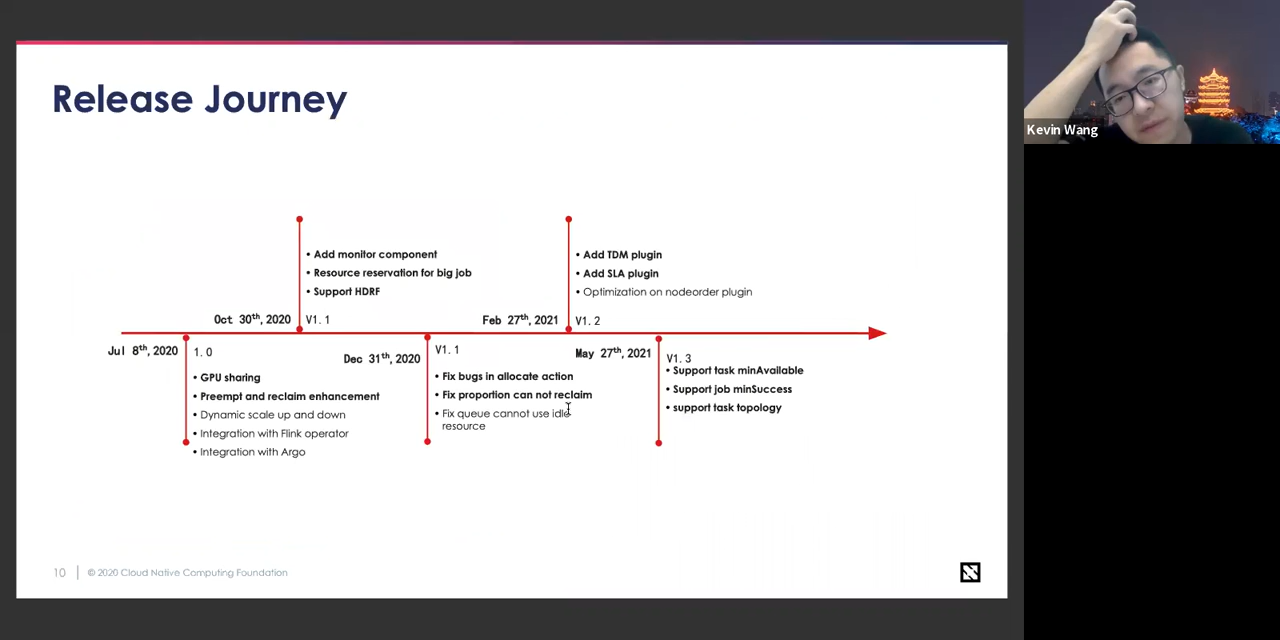 Release Journey
Kevin Wang
• Add monitor component
• Resource reservation for big job
• Support HDRF
Oct 30th, 2020
V1. 1
• Add TDM plugin
• Add SLA plugin
• Optimization on nodeorder plugin
Feb 27th, 2021
V1. 2
Jul 8th, 2020
1. 0
• GPU sharing
• Preempt and reclaim enhancement
• Dynamic scale up and down
• Integration with Flink operator
• Integration with Argo
Dec 31th, 2020
V1. 1
• Fix bugs in allocate action
• Fix proportion can not reclaim
• Fix queue cannot use idle
resource
May 27th, 2021
V1. 3
• Support task minAvailable
• Support job minSuccess
• support task topology
10
© 2020 Cloud Native Computing Foundation